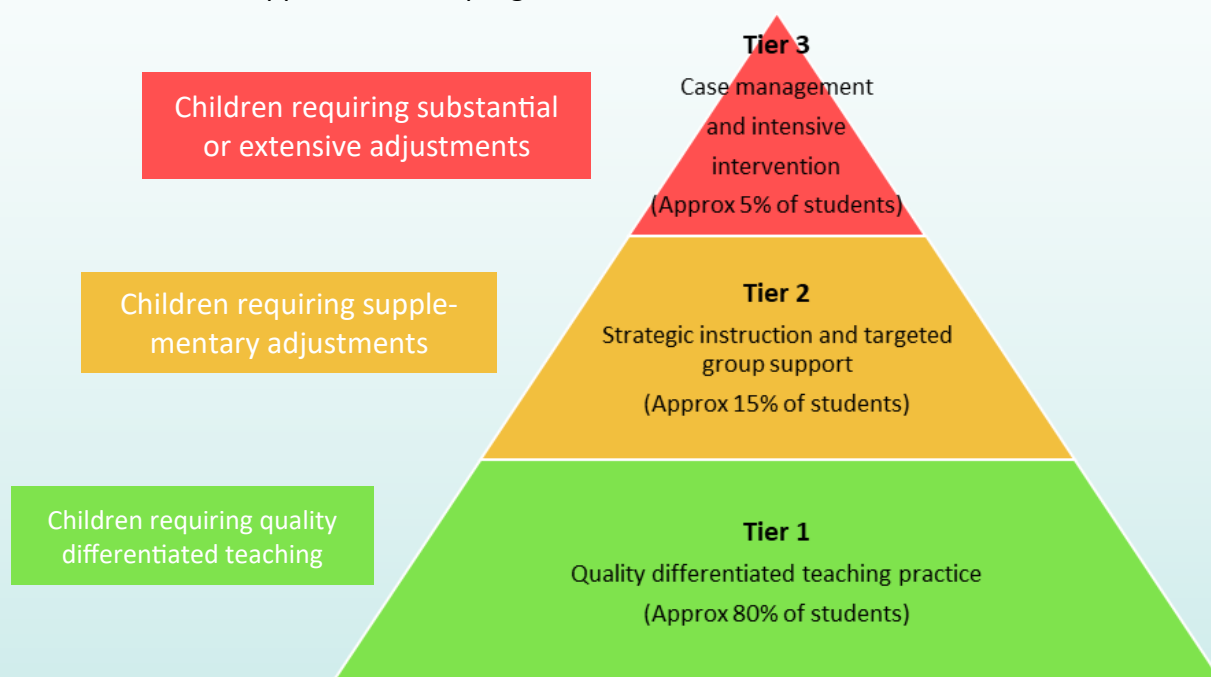 Tier 3
Case management
and intensive
intervention
(Approx 5% of students)
Children requiring substantial
or extensive adjustments
Tier 2
Strategic instruction and targeted
group support
(Approx 15% of students)
Children requiring supple-
mentary adjustments
Tier 1
Quality differentiated teaching practice
(Approx 80% of students)
Children requiring quality
differentiated teaching